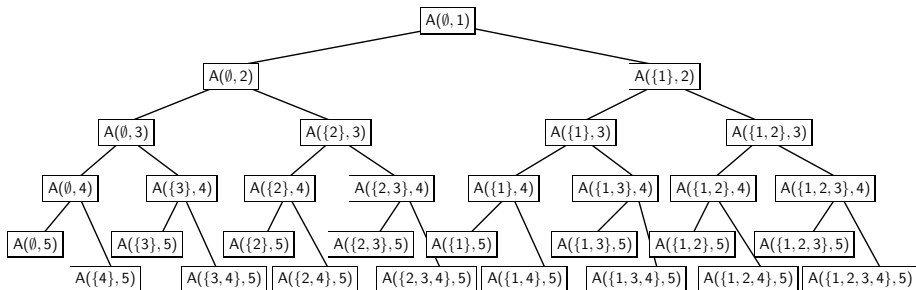 A(∅, 1)
A(∅, 2)
A({1}, 2)
A(∅, 3)
A({2}, 3)
A({1}, 3)
A({1, 2}, 3)
A(∅, 4)
A({3}, 4)
A({2}, 4)
A({2, 3}, 4)
A({1}, 4)
A({1, 3}, 4)
A({1, 2}, 4)
A({1, 2, 3}, 4)
A(∅, 5)
A({3}, 5)
A({2}, 5)
A({2, 3}, 5)
A({1}, 5)
A({1, 3}, 5)
A({1, 2}, 5)
A({1, 2, 3}, 5)
A({4}, 5)
A({3, 4}, 5)
A({2, 4}, 5)
A({2, 3, 4}, 5)
A({1, 4}, 5)
A({1, 3, 4}, 5)
A({1, 2, 4}, 5)
A({1, 2, 3, 4}, 5)